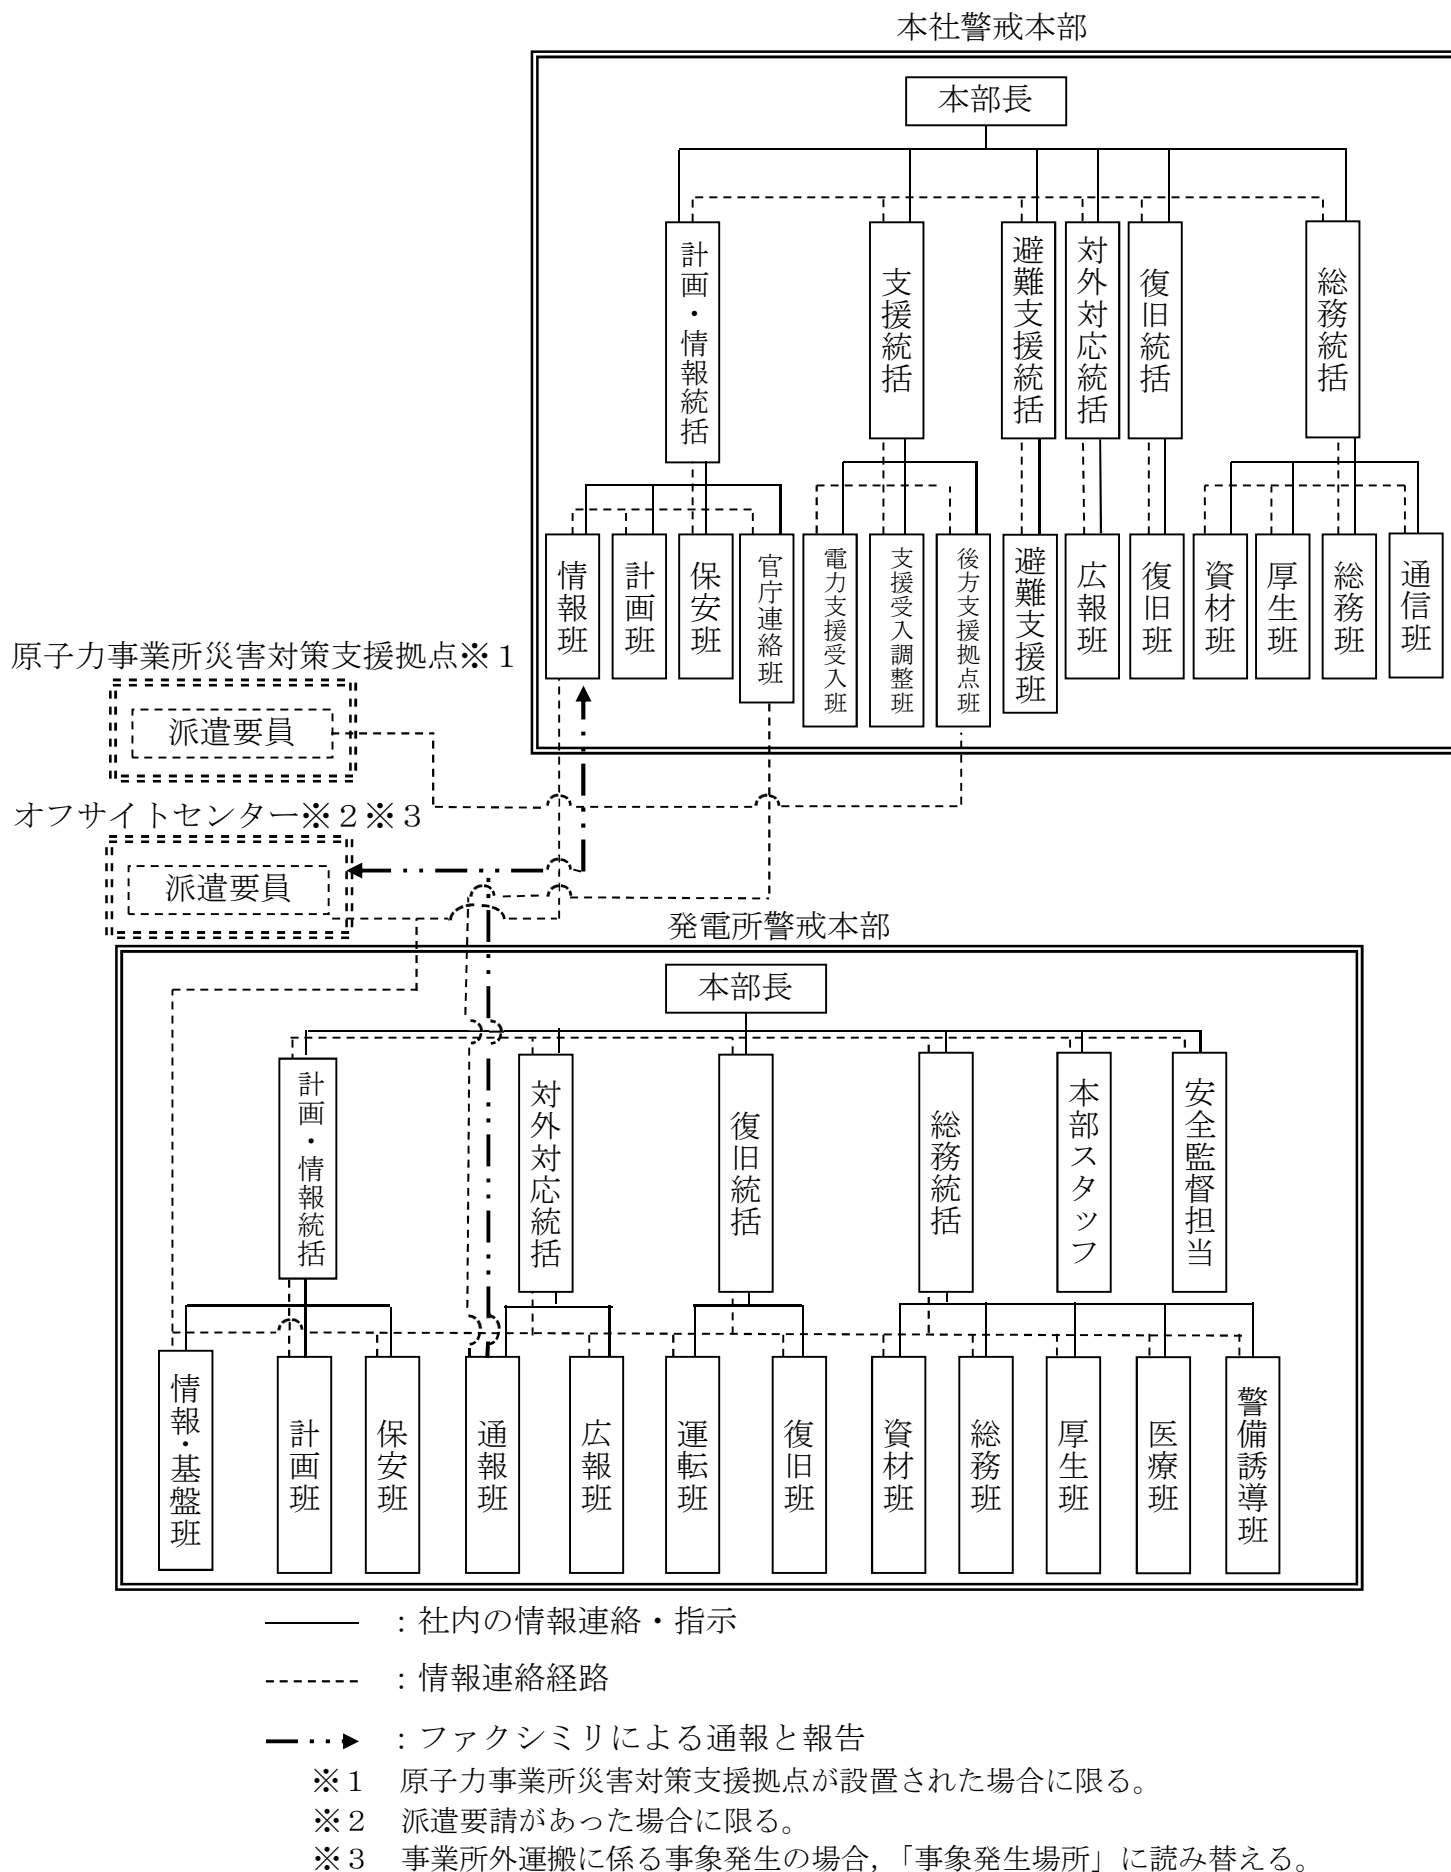 本社警戒本部
本部長
計画・情報統括
支援統括
避難支援統括
対外対応統括
復旧統括
総務統括
情報班
計画班
保安班
官庁連絡班
電力支援受入班
支援受入調整班
後方支援拠点班
避難支援班
広報班
復旧班
資材班
厚生班
総務班
通信班
原子力事業所災害対策支援拠点※1
派遣要員
オフサイトセンター※2※3
派遣要員
発電所警戒本部
本部長
計画・情報統括
対外対応統括
復旧統括
総務統括
本部スタッフ
安全監督担当
情報・基盤班
計画班
保安班
通報班
広報班
運転班
復旧班
資材班
総務班
厚生班
医療班
警備誘導班
：社内の情報連絡・指示
：情報連絡経路
：ファクシミリによる通報と報告
※1 原子力事業所災害対策支援拠点が設置された場合に限る。
※2 派遣要請があった場合に限る。
※3 事業所外運搬に係る事象発生の場合，「事象発生場所」に読み替える。